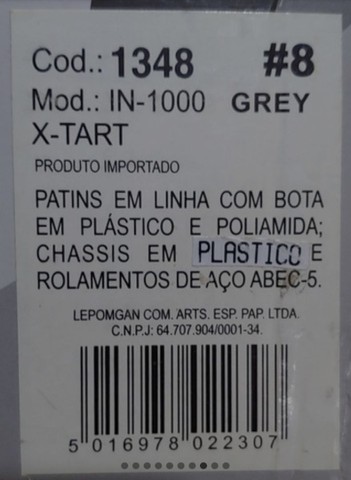 Cod.: 1348 #8
Mod.: IN-1000 GREY
X-TART
PRODUTO IMPORTADO
PATINS EM LINHA COM BOTA
EM PLÁSTICO E POLIAMIDA;
CHASSIS EM PLASTICO E
ROLAMENTOS DE AÇO ABEC-5.
LEPOMGAN COM. ARTS. ESP. PAP. LTDA.
C.N.P.J: 64.707.904/0001-34.
5 016978 022307